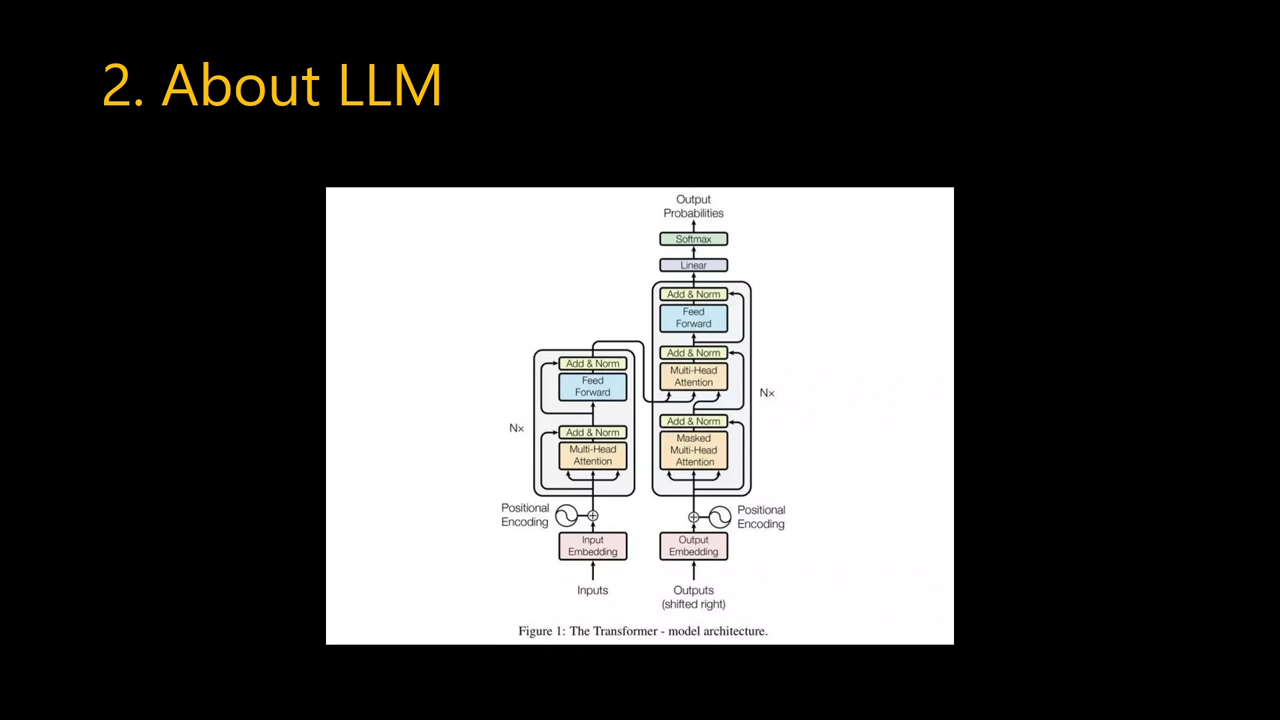 2. About LLM
Output
Probabilities
Softmax
Linear
Add & Norm
Feed
Forward
Add & Norm
Multi-Head
Attention
Add & Norm
Masked
Multi-Head
Attention
N×
Add & Norm
Feed
Forward
N×
Add & Norm
Multi-Head
Attention
Positional
Encoding
Positional
Encoding
Input
Embedding
Output
Embedding
Inputs
Outputs
(shifted right)
Figure 1: The Transformer - model architecture.